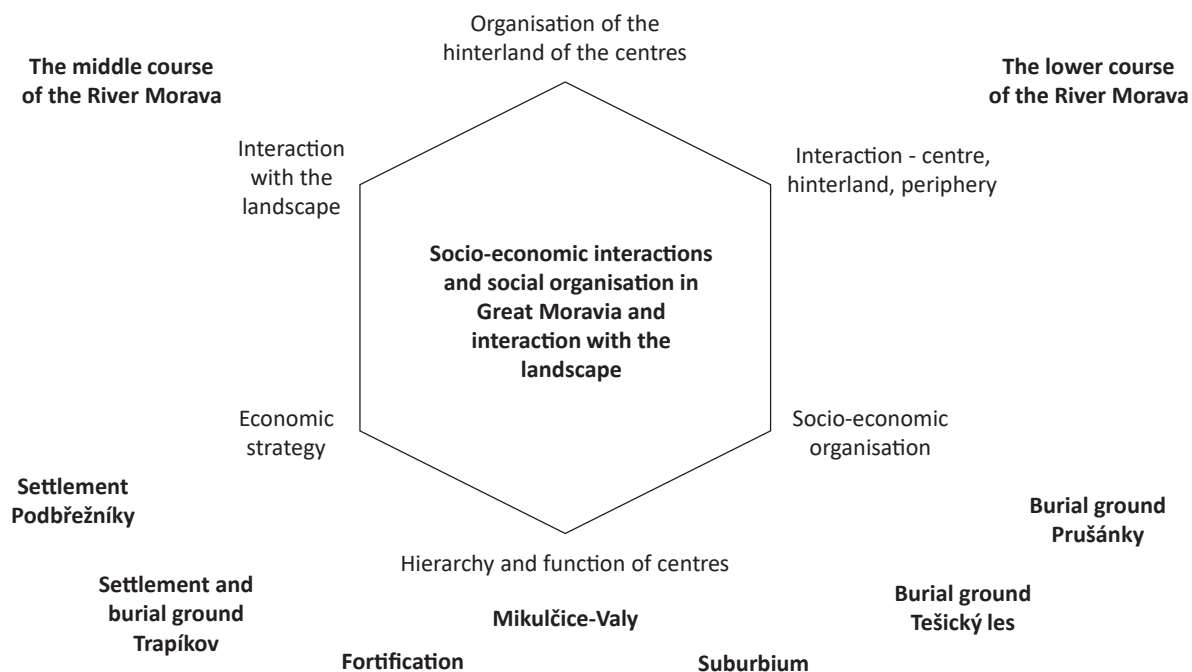 Organisation of the
hinterland of the centres
The middle course
of the River Morava
The lower course
of the River Morava
Interaction
with the
landscape
Interaction - centre,
hinterland, periphery
Socio-economic interactions
and social organisation in
Great Moravia and
interaction with the
landscape
Economic
strategy
Socio-economic
organisation
Settlement
Podbřežníky
Burial ground
Prušánky
Hierarchy and function of centres
Settlement and
burial ground
Trapíkov
Mikulčice-Valy
Burial ground
Tešický les
Fortification
Suburbium